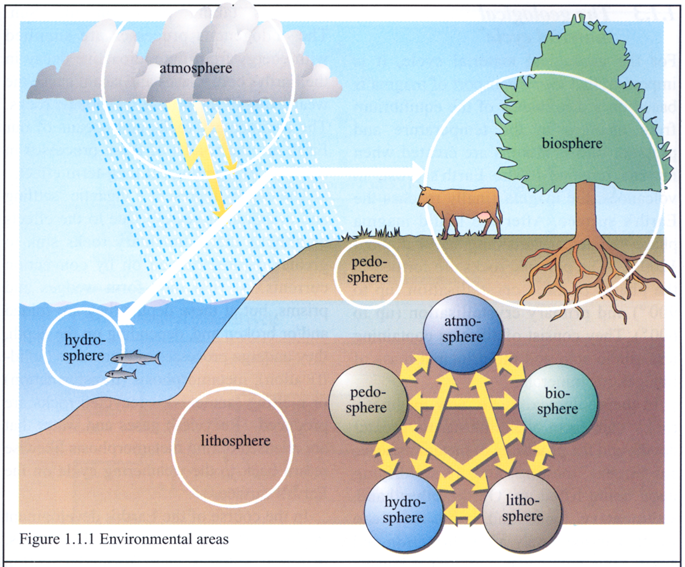 atmosphere
biosphere
pedo-
sphere
hydro-
sphere
lithosphere
atmo-
sphere
pedo-
sphere
bio-
sphere
hydro-
sphere
litho-
sphere
Figure 1.1.1 Environmental areas